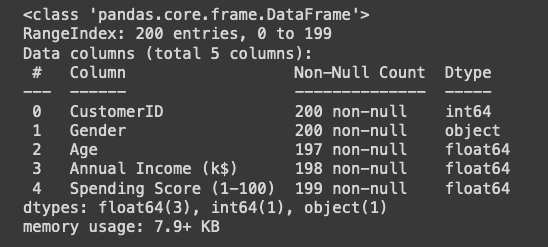 <class 'pandas.core.frame.DataFrame'>
RangeIndex: 200 entries, 0 to 199
Data columns (total 5 columns):
 #   Column                  Non-Null Count  Dtype
---  ------                  --------------  -----
 0   CustomerID              200 non-null    int64
 1   Gender                  200 non-null    object
 2   Age                     197 non-null    float64
 3   Annual Income (k$)      198 non-null    float64
 4   Spending Score (1-100)  199 non-null    float64
dtypes: float64(3), int64(1), object(1)
memory usage: 7.9+ KB